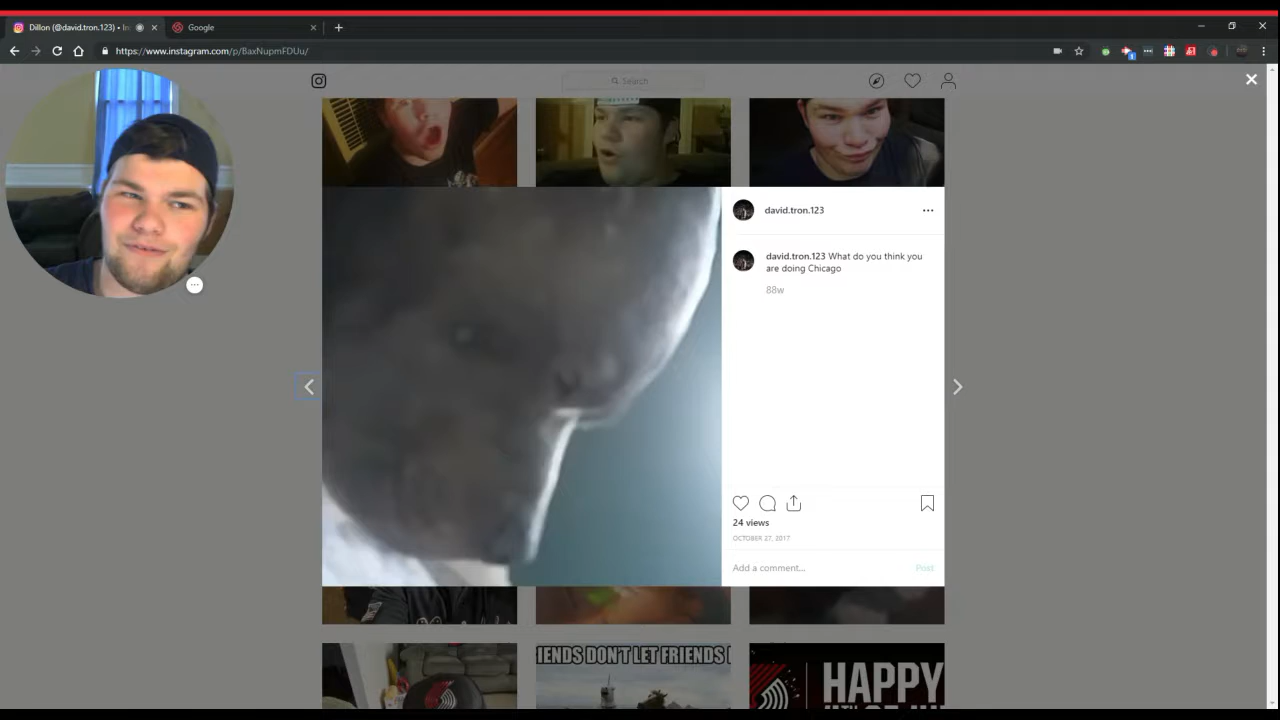 Dillon (@david.tron.123) • In
Google
https://www.instagram.com/p/BaxNupmFDUu/
Search
david.tron.123
david.tron.123 What do you think you
are doing Chicago
88w
24 views
OCTOBER 27, 2017
Add a comment...
Post
IENDS DON'T LET FRIENDS
HAPPY